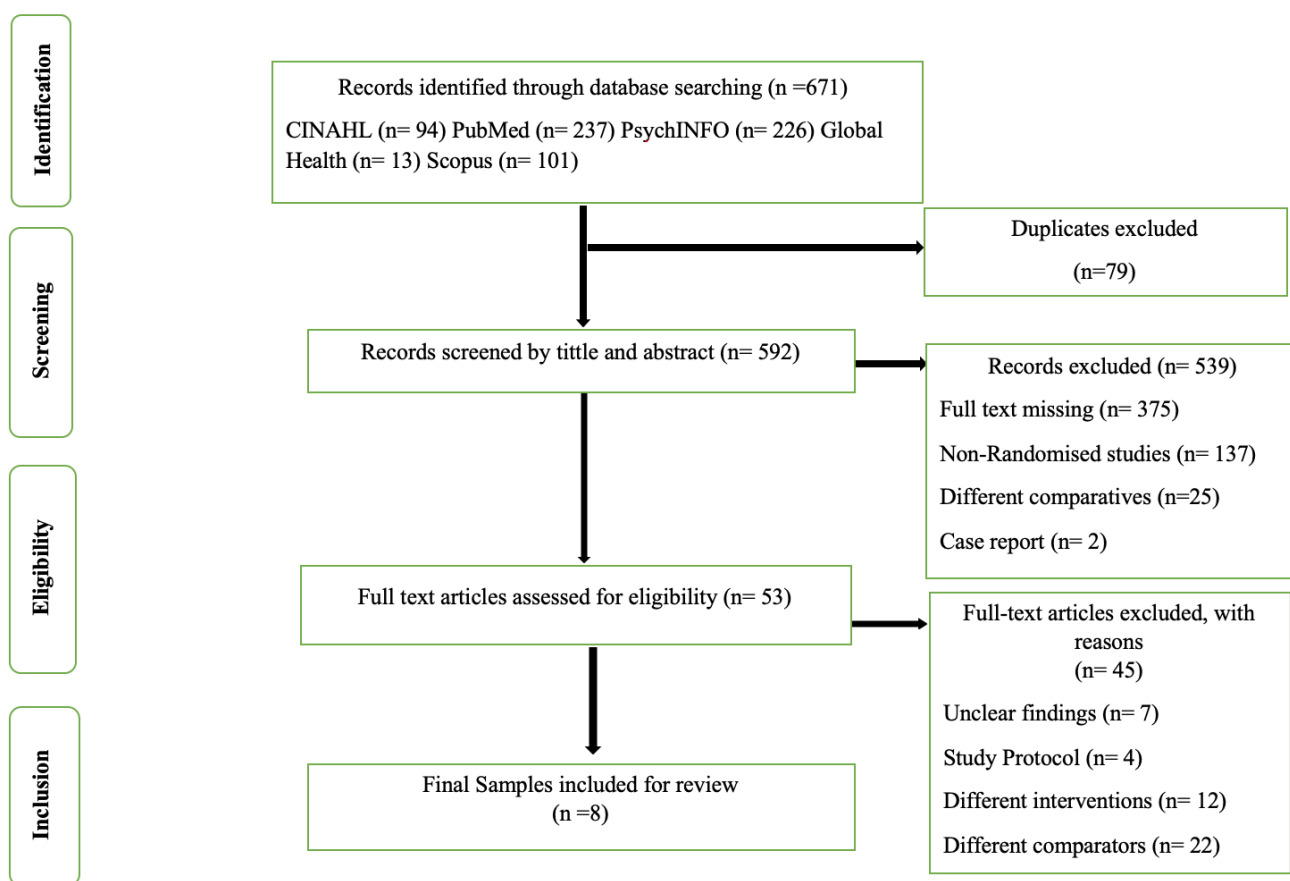 Identification
Records identified through database searching (n =671)
CINAHL (n= 94) PubMed (n= 237) PsychINFO (n= 226) Global
Health (n= 13) Scopus (n= 101)
Duplicates excluded
(n=79)
Screening
Records screened by tittle and abstract (n= 592)
Records excluded (n= 539)
Full text missing (n= 375)
Non-Randomised studies (n= 137)
Different comparatives (n=25)
Case report (n= 2)
Eligibility
Full text articles assessed for eligibility (n= 53)
Full-text articles excluded, with
reasons
(n= 45)
Unclear findings (n= 7)
Study Protocol (n= 4)
Different interventions (n= 12)
Different comparators (n= 22)
Inclusion
Final Samples included for review
(n =8)